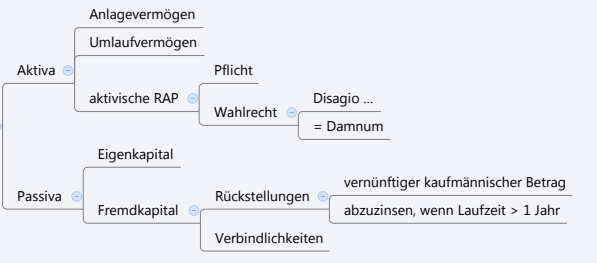 Aktiva
Anlagevermögen
Umlaufvermögen
aktivische RAP
Pflicht
Wahlrecht
Disagio ...
= Damnum
Passiva
Eigenkapital
Fremdkapital
Rückstellungen
vernünftiger kaufmännischer Betrag
abzuzinsen, wenn Laufzeit > 1 Jahr
Verbindlichkeiten